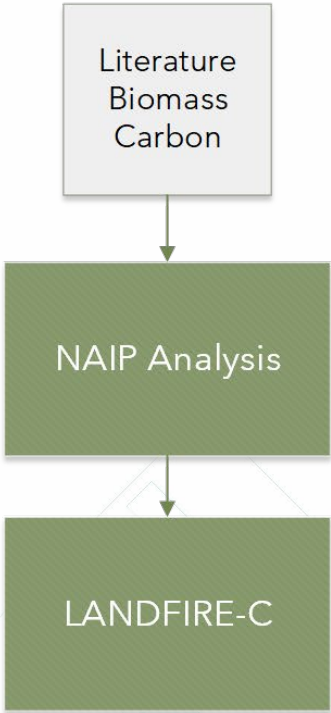 Literature
Biomass
Carbon
NAIP Analysis
LANDFIRE-C